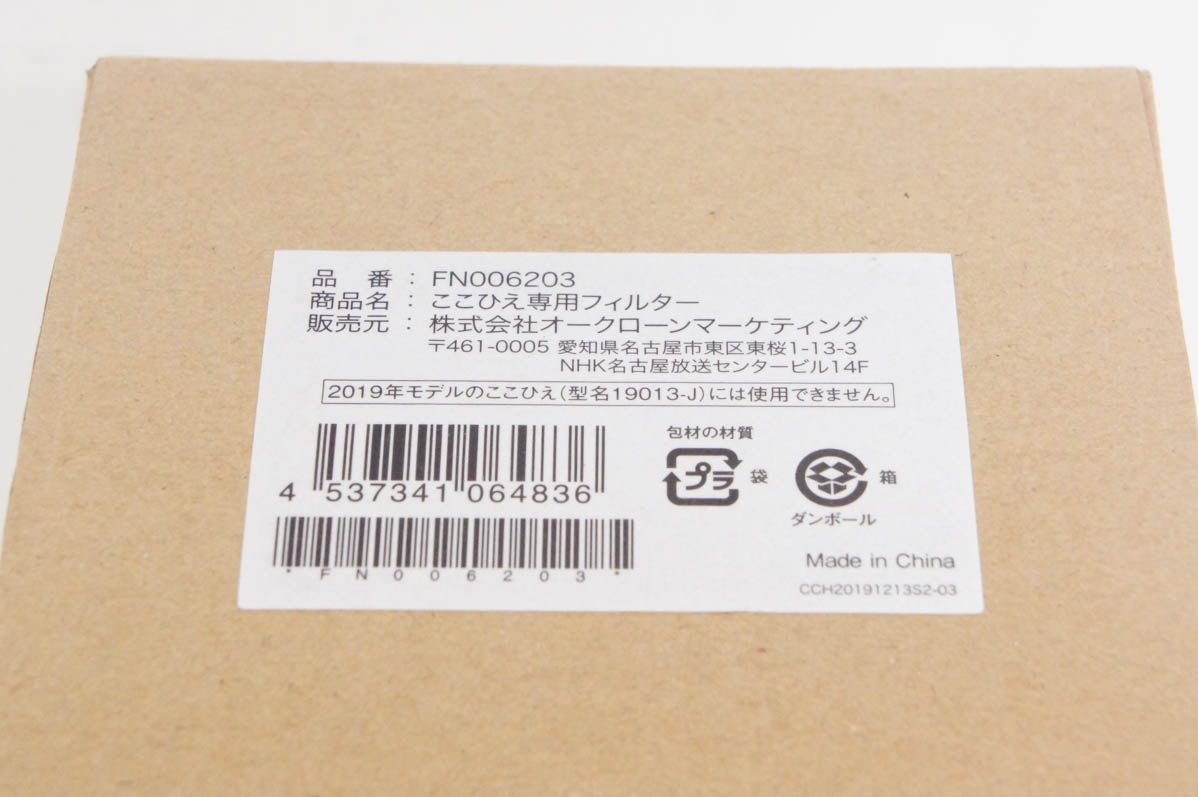 品　番 : FN006203
商品名 : ここひえ専用フィルター
販売元 : 株式会社オークローンマーケティング
〒461-0005 愛知県名古屋市東区東桜1-13-3
NHK名古屋放送センタービル14F
2019年モデルのここひえ(型名19013-J)には使用できません。
4 537341 064836
*FN006203*
包材の材質
プラ 袋
箱
ダンボール
Made in China
CCH20191213S2-03